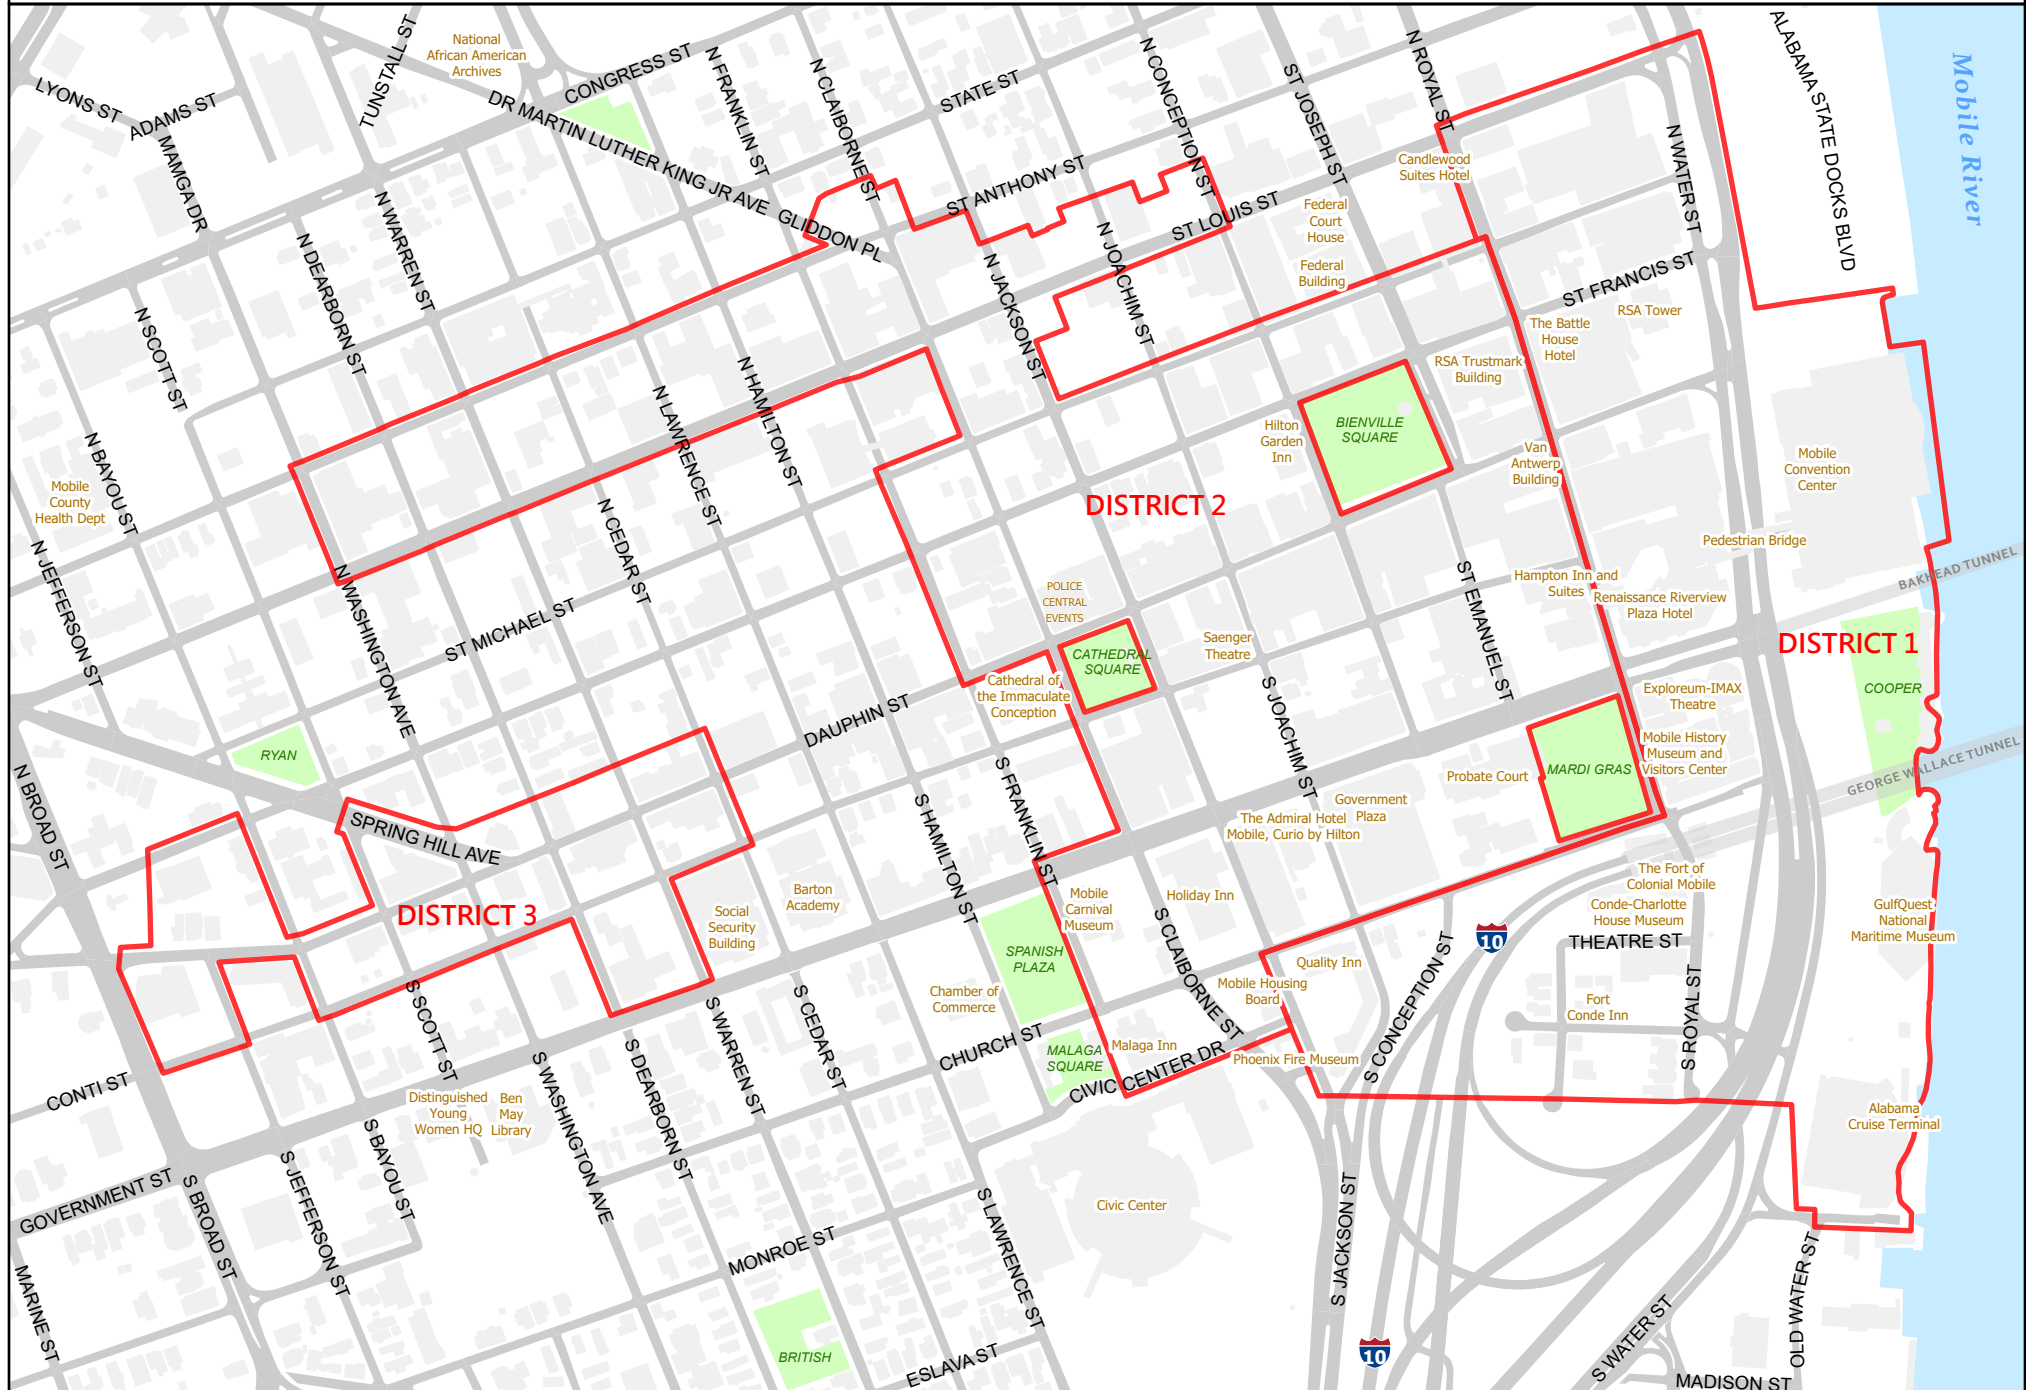 National
African American
Archives
TUNSTALL ST
LYONS ST
ADAMS ST
MAMGA DR
CONGRESS ST
DR MARTIN LUTHER KING JR AVE
N FRANKLIN ST
N CLAIBORNE ST
STATE ST
N CONCEPTION ST
ST JOSEPH ST
N ROYAL ST
ALABAMA STATE DOCKS BLVD
Mobile River
N WATER ST
Candlewood
Suites Hotel
ST ANTHONY ST
GLIDDON PL
ST LOUIS ST
Federal
Court
House
Federal
Building
N WARREN ST
N DEARBORN ST
N SCOTT ST
N JACKSON ST
N JOACHIM ST
ST FRANCIS ST
RSA Tower
The Battle
House
Hotel
RSA Trustmark
Building
N HAMILTON ST
N LAWRENCE ST
BIENVILLE
SQUARE
Hilton
Garden
Inn
Van
Antwerp
Building
Mobile
Convention
Center
N BAYOU ST
Mobile
County
Health Dept
N JEFFERSON ST
N CEDAR ST
DISTRICT 2
Pedestrian Bridge
BAKHEAD TUNNEL
N WASHINGTON AVE
ST MICHAEL ST
POLICE
CENTRAL
EVENTS
ST EMANUEL ST
Hampton Inn and
Suites
Renaissance Riverview
Plaza Hotel
DISTRICT 1
CATHEDRAL
SQUARE
Saenger
Theatre
Cathedral of
the Immaculate
Conception
S JOACHIM ST
Exploreum-IMAX
Theatre
COOPER
DAUPHIN ST
RYAN
Mobile History
Museum and
Visitors Center
MARDI GRAS
Probate Court
GEORGE WALLACE TUNNEL
N BROAD ST
SPRING HILL AVE
S HAMILTON ST
S FRANKLIN ST
Government
Plaza
The Admiral Hotel
Mobile, Curio by Hilton
The Fort of
Colonial Mobile
Barton
Academy
Mobile
Carnival
Museum
Holiday Inn
DISTRICT 3
Social
Security
Building
Conde-Charlotte
House Museum
GulfQuest
National
Maritime Museum
10
THEATRE ST
SPANISH
PLAZA
S CLAIBORNE ST
Quality Inn
Mobile Housing
Board
S CONCEPTION ST
S ROYAL ST
Fort
Conde Inn
Chamber of
Commerce
S SCOTT ST
S WARREN ST
S CEDAR ST
CHURCH ST
MALAGA
SQUARE
Malaga Inn
CIVIC CENTER DR
Phoenix Fire Museum
CONTI ST
Distinguished
Young
Women HQ
Ben
May
Library
S WASHINGTON AVE
S DEARBORN ST
Alabama
Cruise Terminal
GOVERNMENT ST
S BROAD ST
S JEFFERSON ST
S BAYOU ST
MONROE ST
S LAWRENCE ST
Civic Center
S JACKSON ST
MARINE ST
BRITISH
ESLAVA ST
10
S WATER ST
OLD WATER ST
MADISON ST